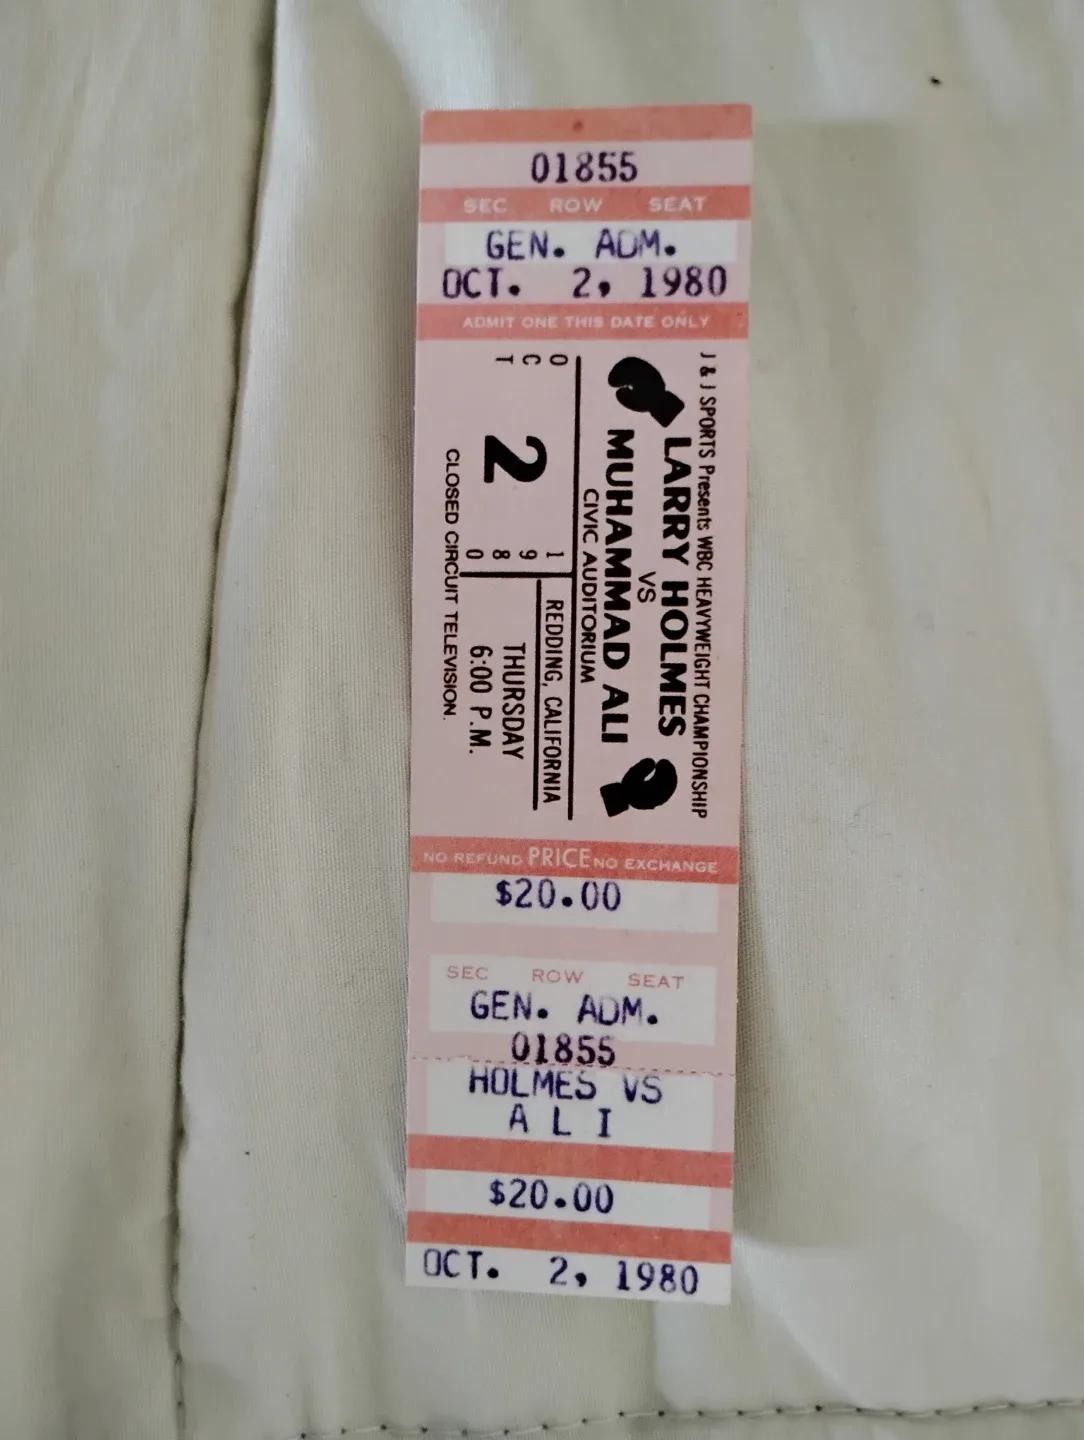 01855
SEC ROW SEAT
GEN. ADM.
OCT. 2, 1980
ADMIT ONE THIS DATE ONLY
J & J SPORTS Presents WBC HEAVYWEIGHT CHAMPIONSHIP
LARRY HOLMES
VS
MUHAMMAD ALI
CIVIC AUDITORIUM
OCT
2
1980
REDDING, CALIFORNIA
THURSDAY
6:00 P.M.
CLOSED CIRCUIT TELEVISION.
NO REFUND PRICE NO EXCHANGE
$20.00
SEC ROW SEAT
GEN. ADM.
01855
HOLMES VS
A L I
$20.00
OCT. 2, 1980